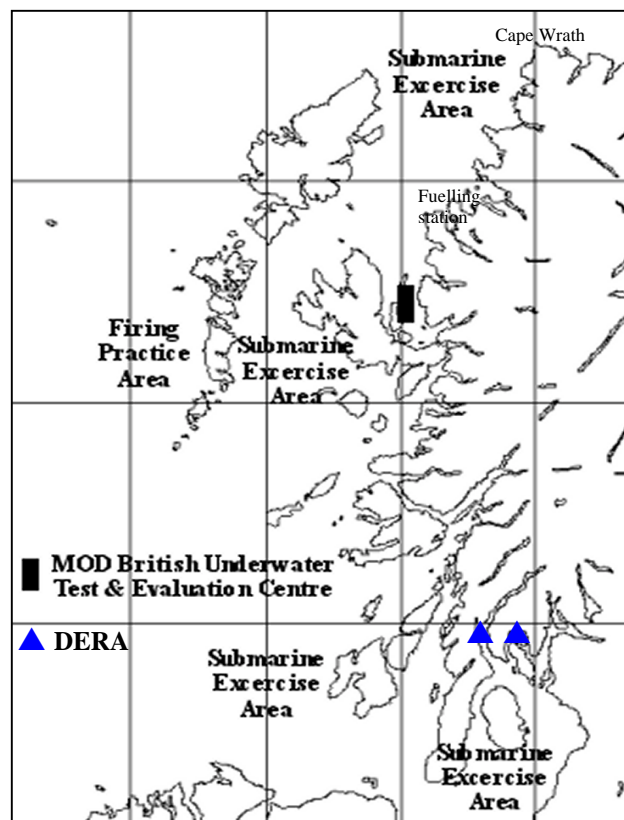 Cape Wrath
Submarine
Excercise
Area
Fuelling
station
Firing
Practice
Area
Submarine
Excercise
Area
MOD British Underwater
Test & Evaluation Centre
DERA
Submarine
Excercise
Area
Submarine
Excercise
Area